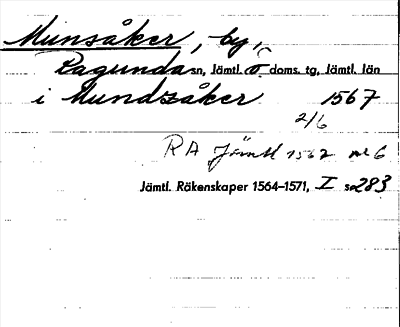 Munsåker, by,
Ragunda sn, Jämtl. ö. doms. tg, Jämtl. län
i Mundzåker 1567
2/6
RA Jämtl 1567 nr 6
Jämtl. Räkenskaper 1564–1571, I s. 283